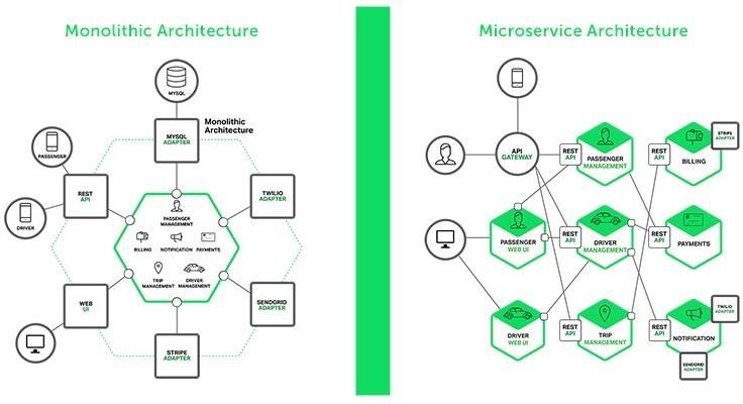 Monolithic Architecture
MYSQL
Monolithic
Architecture
MYSQL
ADAPTER
PASSENGER
REST
API
TWILIO
ADAPTER
DRIVER
PASSENGER
MANAGEMENT
BILLING
NOTIFICATION
PAYMENTS
TRIP
MANAGEMENT
DRIVER
MANAGEMENT
WEB
UI
SENDGRID
ADAPTER
STRIPE
ADAPTER
Microservice Architecture
API
GATEWAY
REST
API
PASSENGER
MANAGEMENT
REST
API
BILLING
STRIPE
ADAPTER
PASSENGER
WEB UI
REST
API
DRIVER
MANAGEMENT
REST
API
PAYMENTS
DRIVER
WEB UI
REST
API
TRIP
MANAGEMENT
REST
API
NOTIFICATION
TWILIO
ADAPTER
SENDGRID
ADAPTER